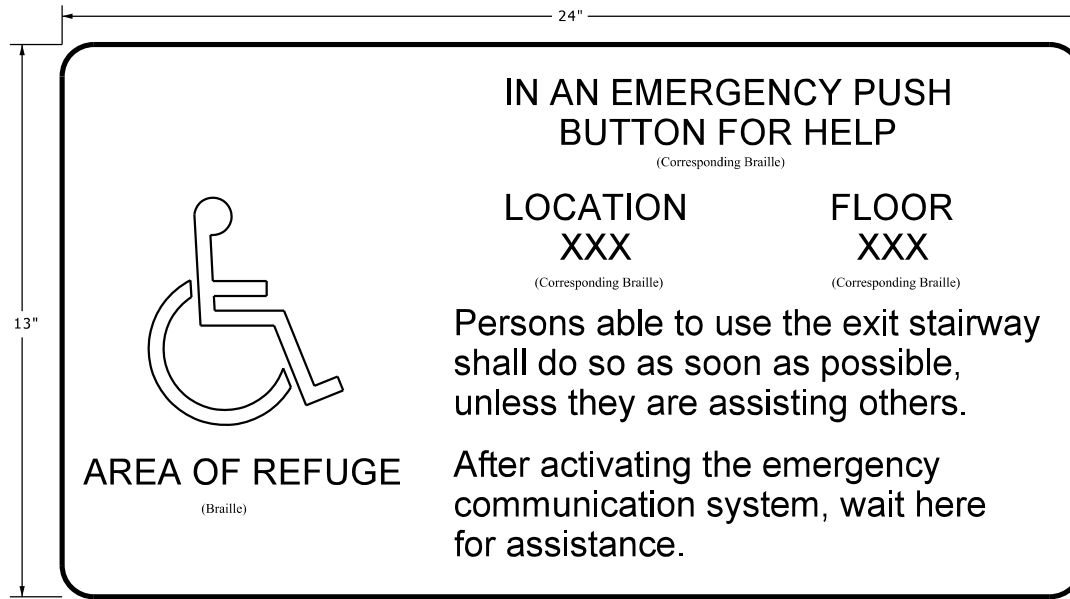 24"
IN AN EMERGENCY PUSH
BUTTON FOR HELP
(Corresponding Braille)
LOCATION
XXX
(Corresponding Braille)
FLOOR
XXX
(Corresponding Braille)
13"
Persons able to use the exit stairway
shall do so as soon as possible,
unless they are assisting others.
AREA OF REFUGE
(Braille)
After activating the emergency
communication system, wait here
for assistance.